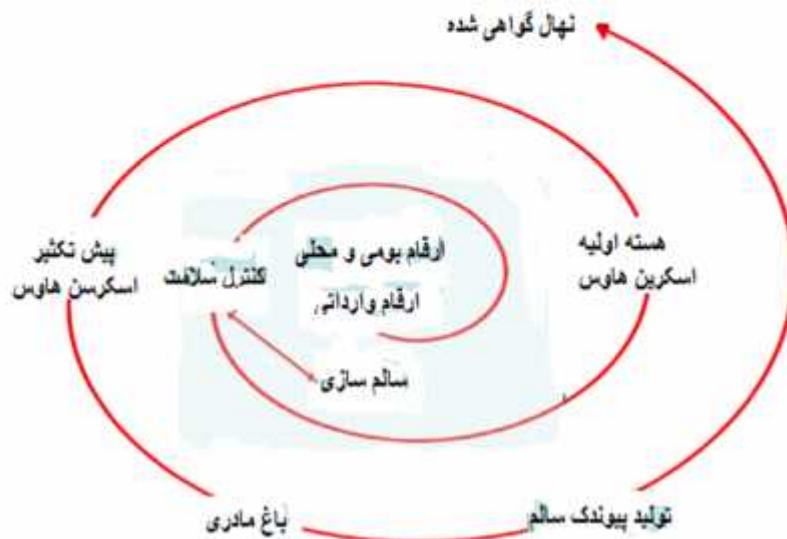 نهال گواهی شده
ارقام بومی و محلی
ارقام وارداتی
کنترل سلامت
سالم سازی
هسته اولیه
اسکرین هاوس
پیش تکثیر
اسکرسن هاوس
باغ مادری
تولید پیوندک سالم